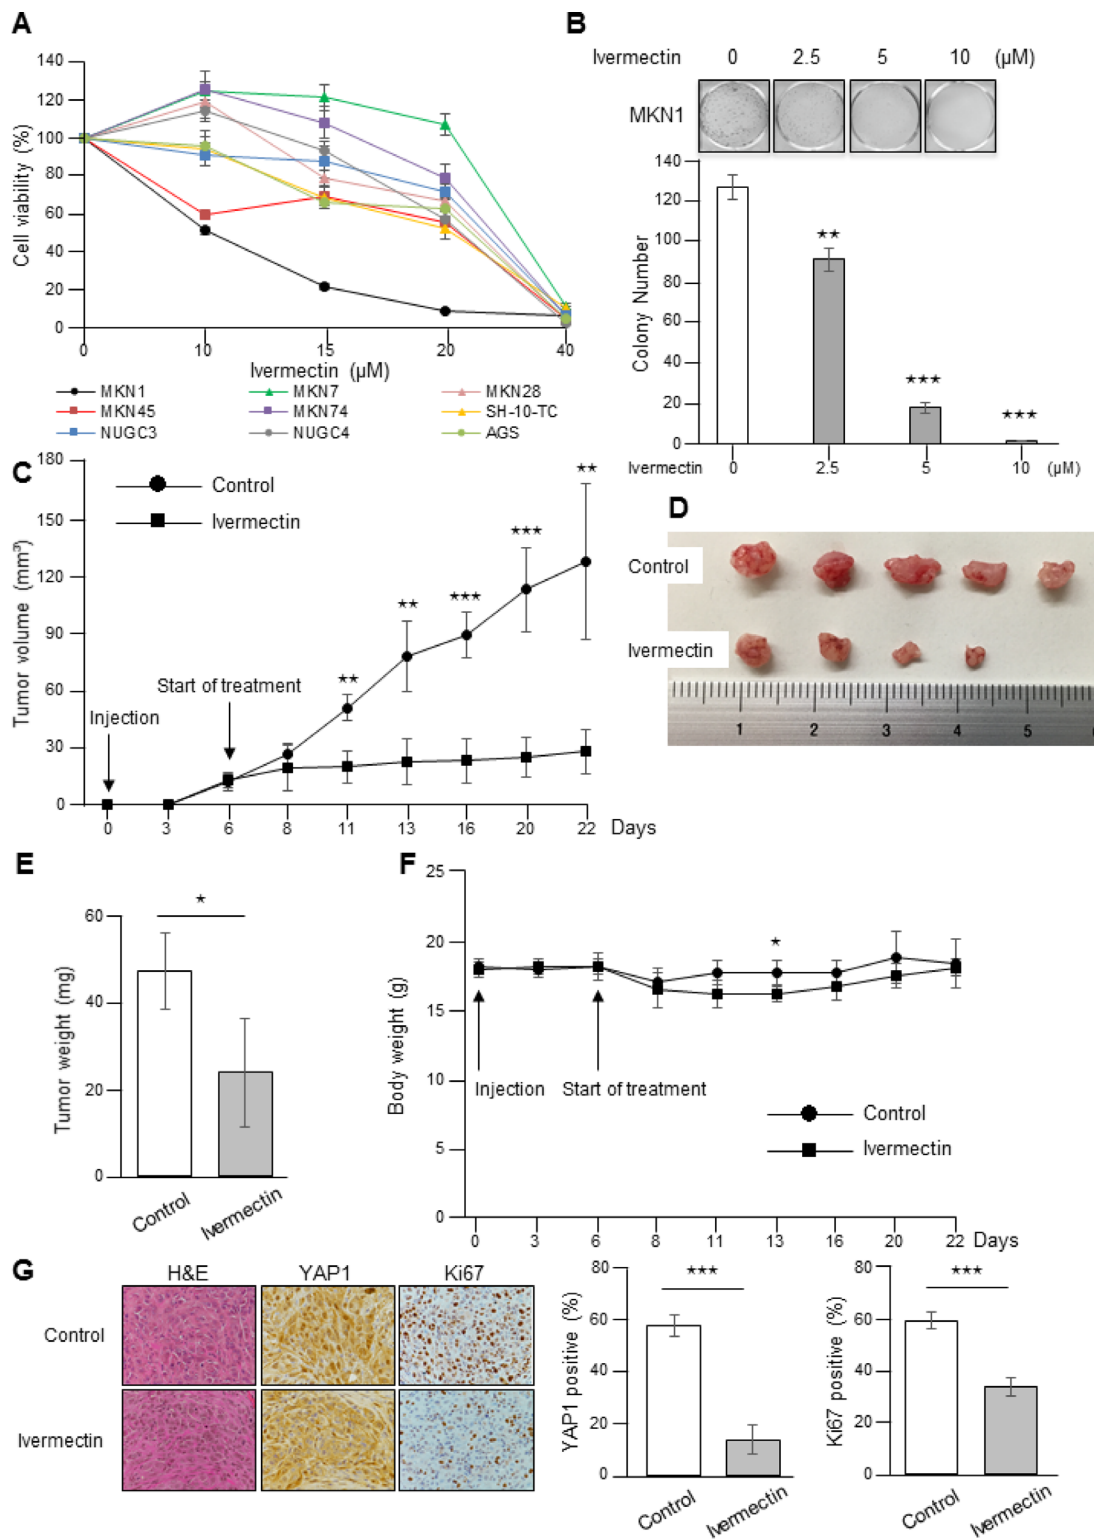 A
140
120
100
80
60
40
20
0
Cell viability (%)
0 10 15 20 40
Ivermectin (µM)
MKN1 MKN7 MKN28
MKN45 MKN74 SH-10-TC
NUGC3 NUGC4 AGS
B
Ivermectin 0 2.5 5 10 (µM)
MKN1
140
120
100
80
60
40
20
0
Colony Number
★★
★★★
★★★
Ivermectin 0 2.5 5 10 (µM)
C
180
150
120
90
60
30
0
Tumor volume (mm³)
Control
Ivermectin
Injection
Start of treatment
★★ ★★ ★★★ ★★★ ★★
0 3 6 8 11 13 16 20 22 Days
D
Control
Ivermectin
1 2 3 4 5
E
60
40
20
0
Tumor weight (mg)
★
Control Ivermectin
F
25
20
15
10
5
0
Body weight (g)
★
Injection Start of treatment
Control
Ivermectin
0 3 6 8 11 13 16 20 22 Days
G
H&E YAP1 Ki67
Control
Ivermectin
80
60
40
20
0
YAP1 positive (%)
★★★
Control Ivermectin
80
60
40
20
0
Ki67 positive (%)
★★★
Control Ivermectin